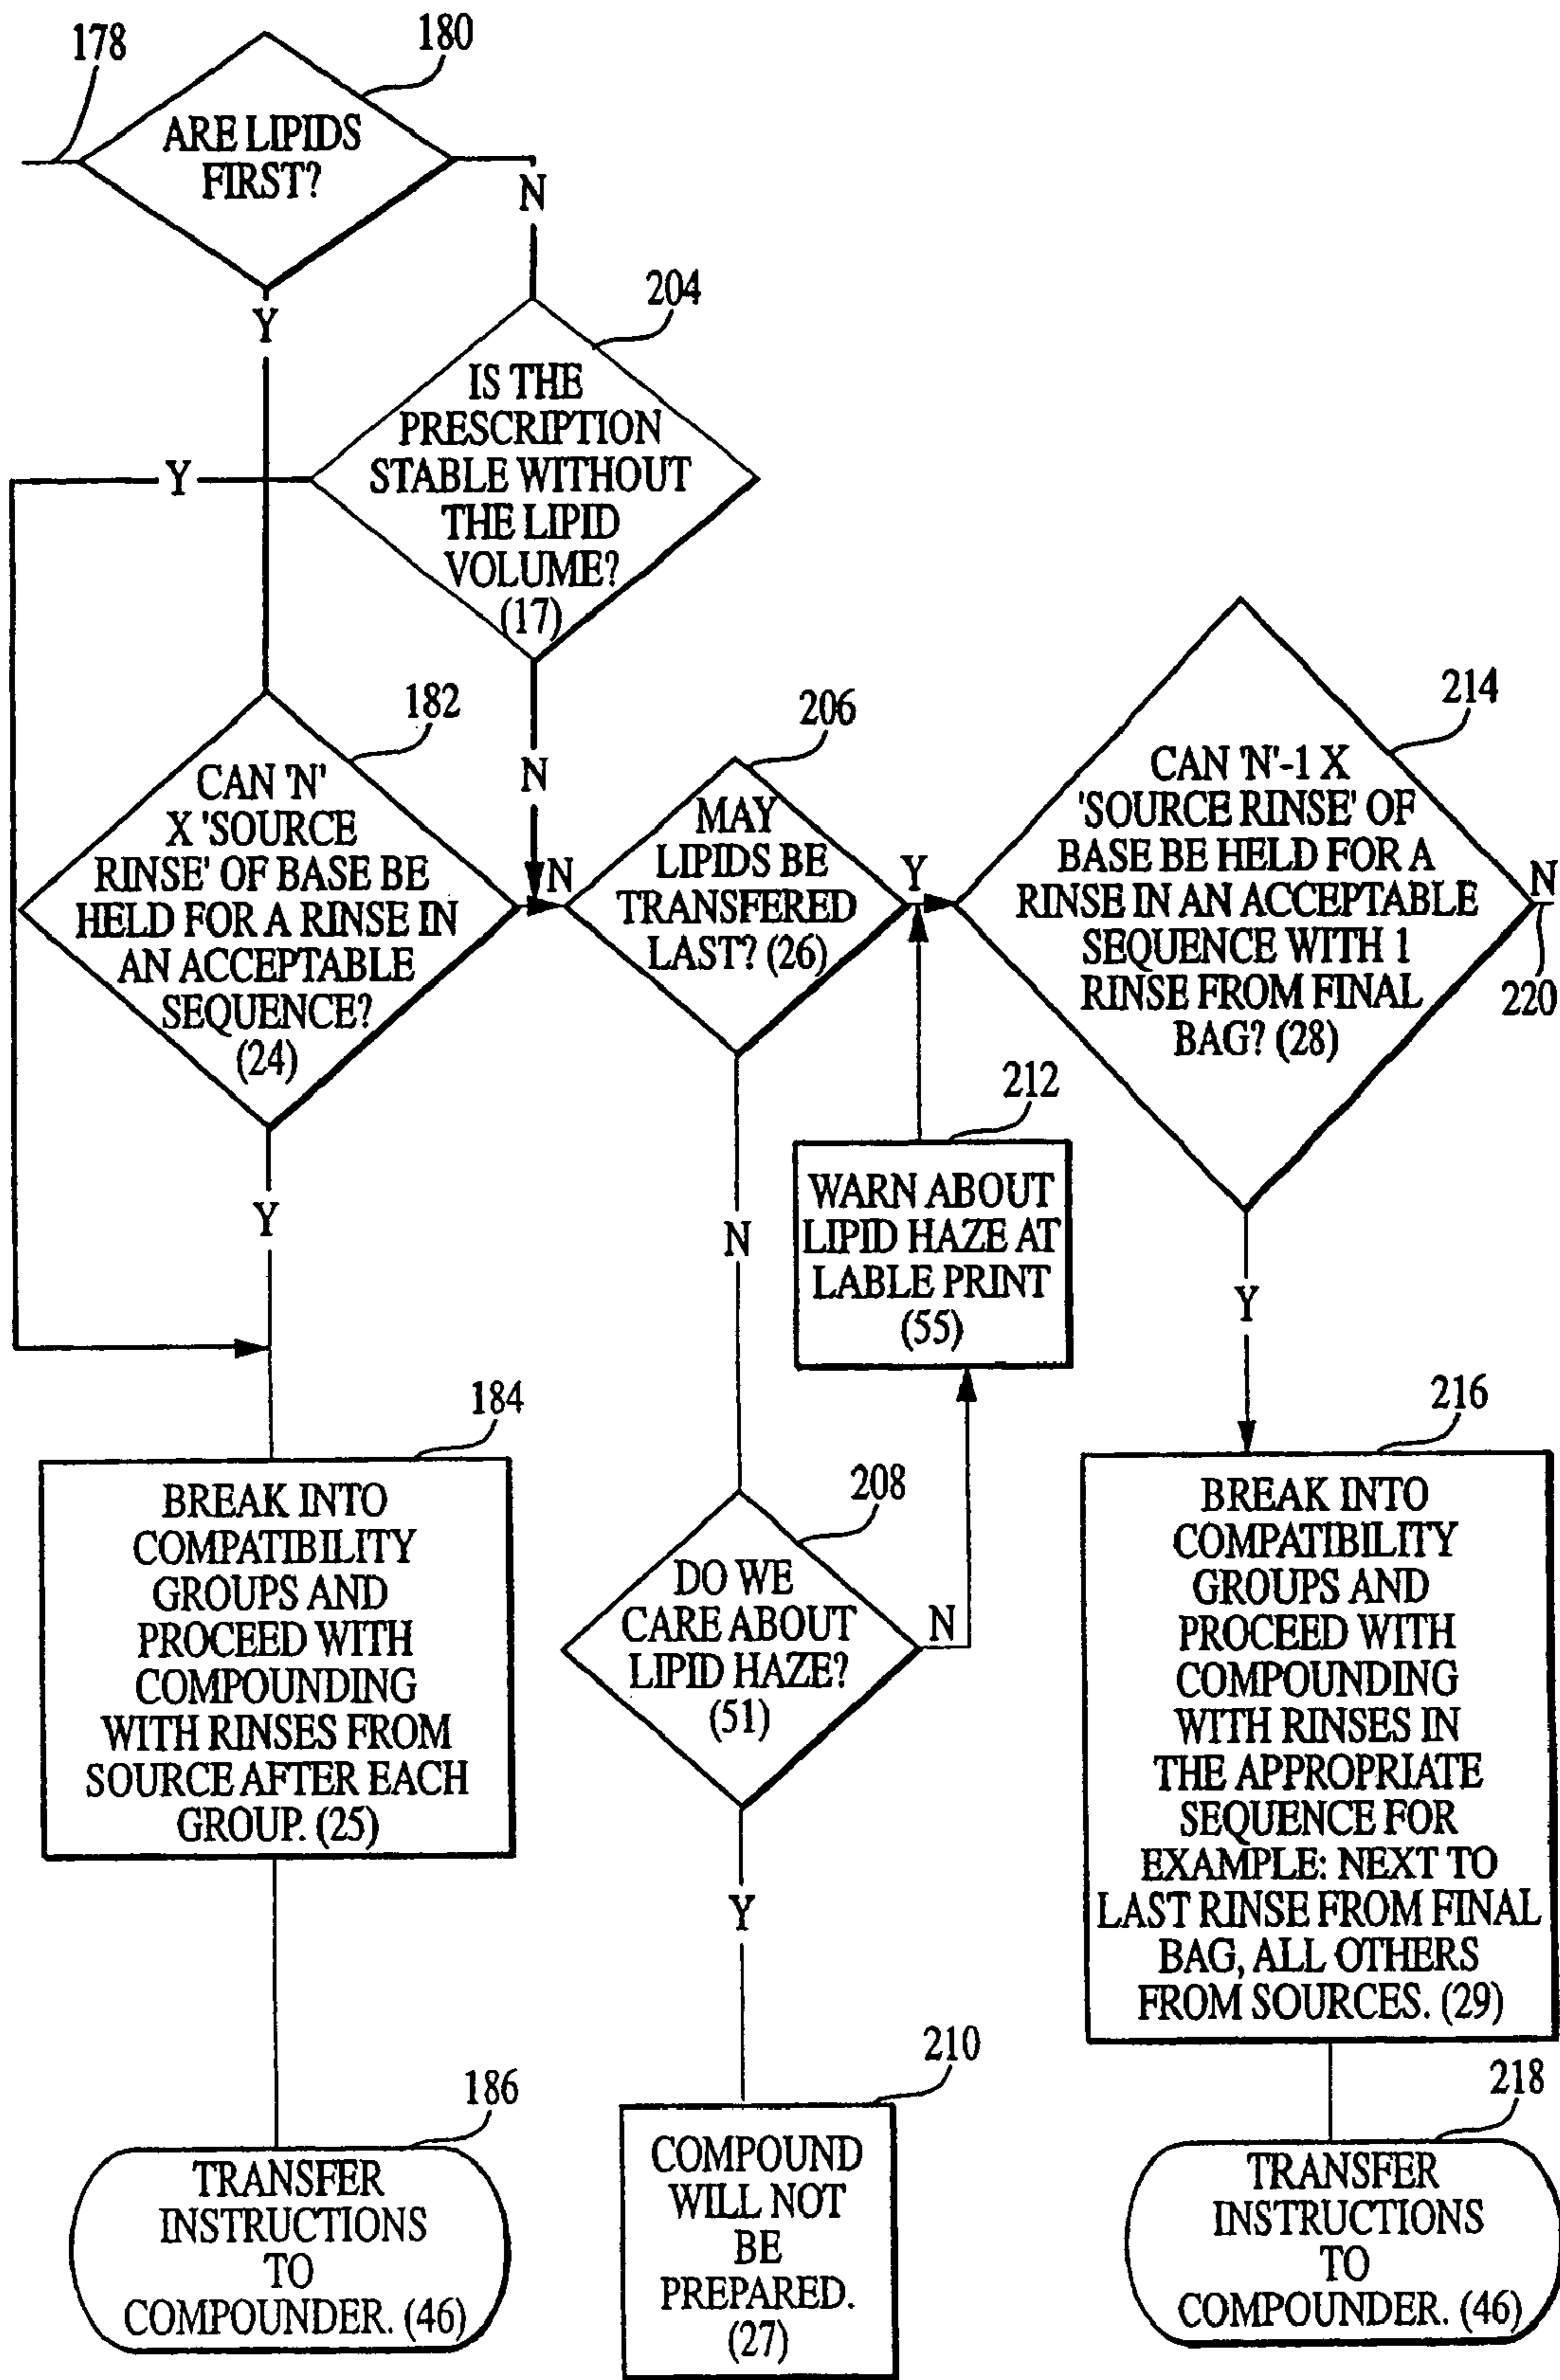 178
180
ARE LIPIDS
FIRST?
N
Y
204
IS THE
PRESCRIPTION
STABLE WITHOUT
THE LIPID
VOLUME?
(17)
Y
N
182
CAN 'N'
X 'SOURCE
RINSE' OF BASE BE
HELD FOR A RINSE IN
AN ACCEPTABLE
SEQUENCE?
(24)
N
Y
206
MAY
LIPIDS BE
TRANSFERED
LAST? (26)
Y
N
214
CAN 'N'-1 X
'SOURCE RINSE' OF
BASE BE HELD FOR A
RINSE IN AN ACCEPTABLE
SEQUENCE WITH 1
RINSE FROM FINAL
BAG? (28)
N
220
Y
212
WARN ABOUT
LIPID HAZE AT
LABLE PRINT
(55)
184
BREAK INTO
COMPATIBILITY
GROUPS AND
PROCEED WITH
COMPOUNDING
WITH RINSES FROM
SOURCE AFTER EACH
GROUP. (25)
208
DO WE
CARE ABOUT
LIPID HAZE?
(51)
N
Y
216
BREAK INTO
COMPATIBILITY
GROUPS AND
PROCEED WITH
COMPOUNDING
WITH RINSES IN
THE APPROPRIATE
SEQUENCE FOR
EXAMPLE: NEXT TO
LAST RINSE FROM FINAL
BAG, ALL OTHERS
FROM SOURCES. (29)
186
TRANSFER
INSTRUCTIONS
TO
COMPOUNDER. (46)
210
COMPOUND
WILL NOT
BE
PREPARED.
(27)
218
TRANSFER
INSTRUCTIONS
TO
COMPOUNDER. (46)